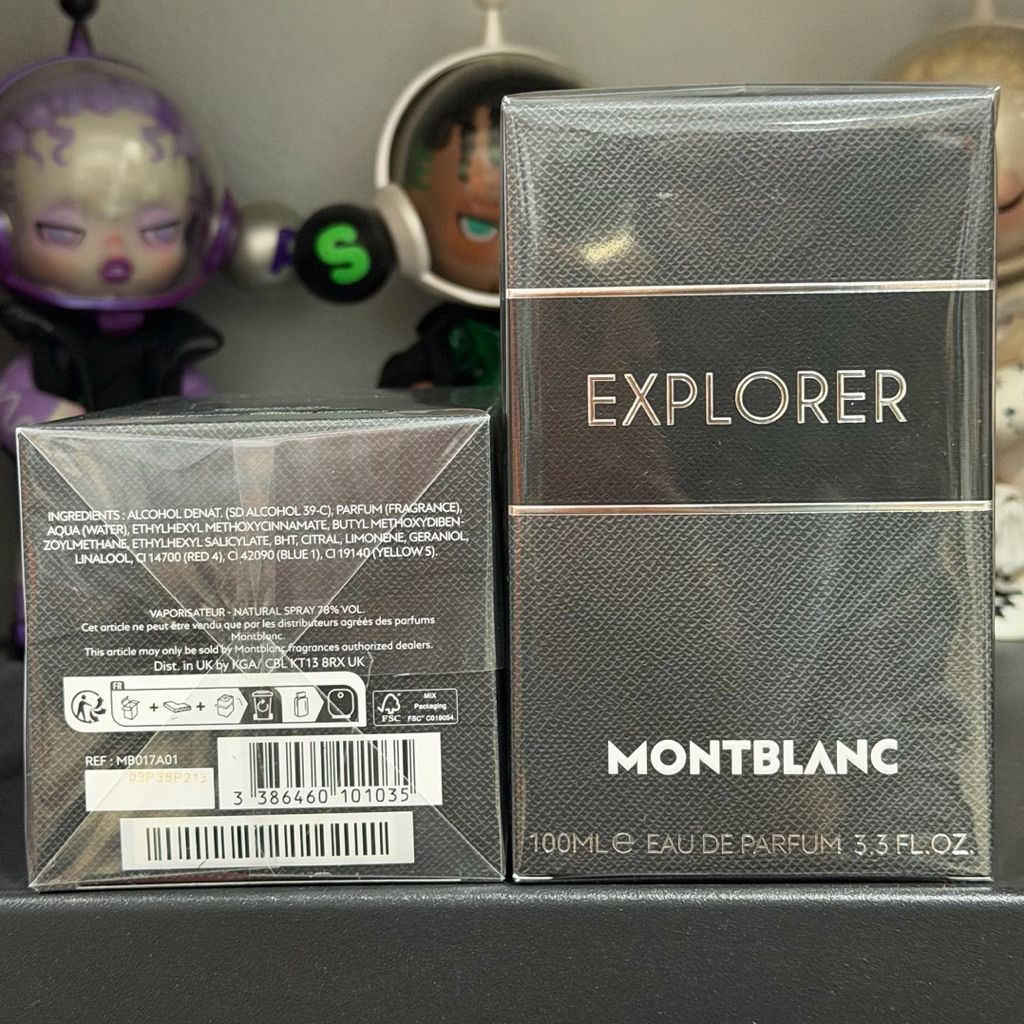 S
INGREDIENTS : ALCOHOL DENAT. (SD ALCOHOL 39-C), PARFUM (FRAGRANCE),
AQUA (WATER), ETHYLHEXYL METHOXYCINNAMATE, BUTYL METHOXYDIBEN-
ZOYLMETHANE, ETHYLHEXYL SALICYLATE, BHT, CITRAL, LIMONENE, GERANIOL,
LINALOOL, CI 14700 (RED 4), CI 42090 (BLUE 1), CI 19140 (YELLOW 5).
VAPORISATEUR - NATURAL SPRAY 78% VOL.
Cet article ne peut être vendu que par les distributeurs agréés des parfums
Montblanc.
This article may only be sold by Montblanc fragrances authorized dealers.
Dist. in UK by KGA/ CBL KT13 8RX UK
FR
FSC
MIX
Packaging
FSC™ C019054
REF : MB017A01
03P38P213
3 386460 101035
EXPLORER
MONTBLANC
100ML e EAU DE PARFUM 3.3 FL.OZ.